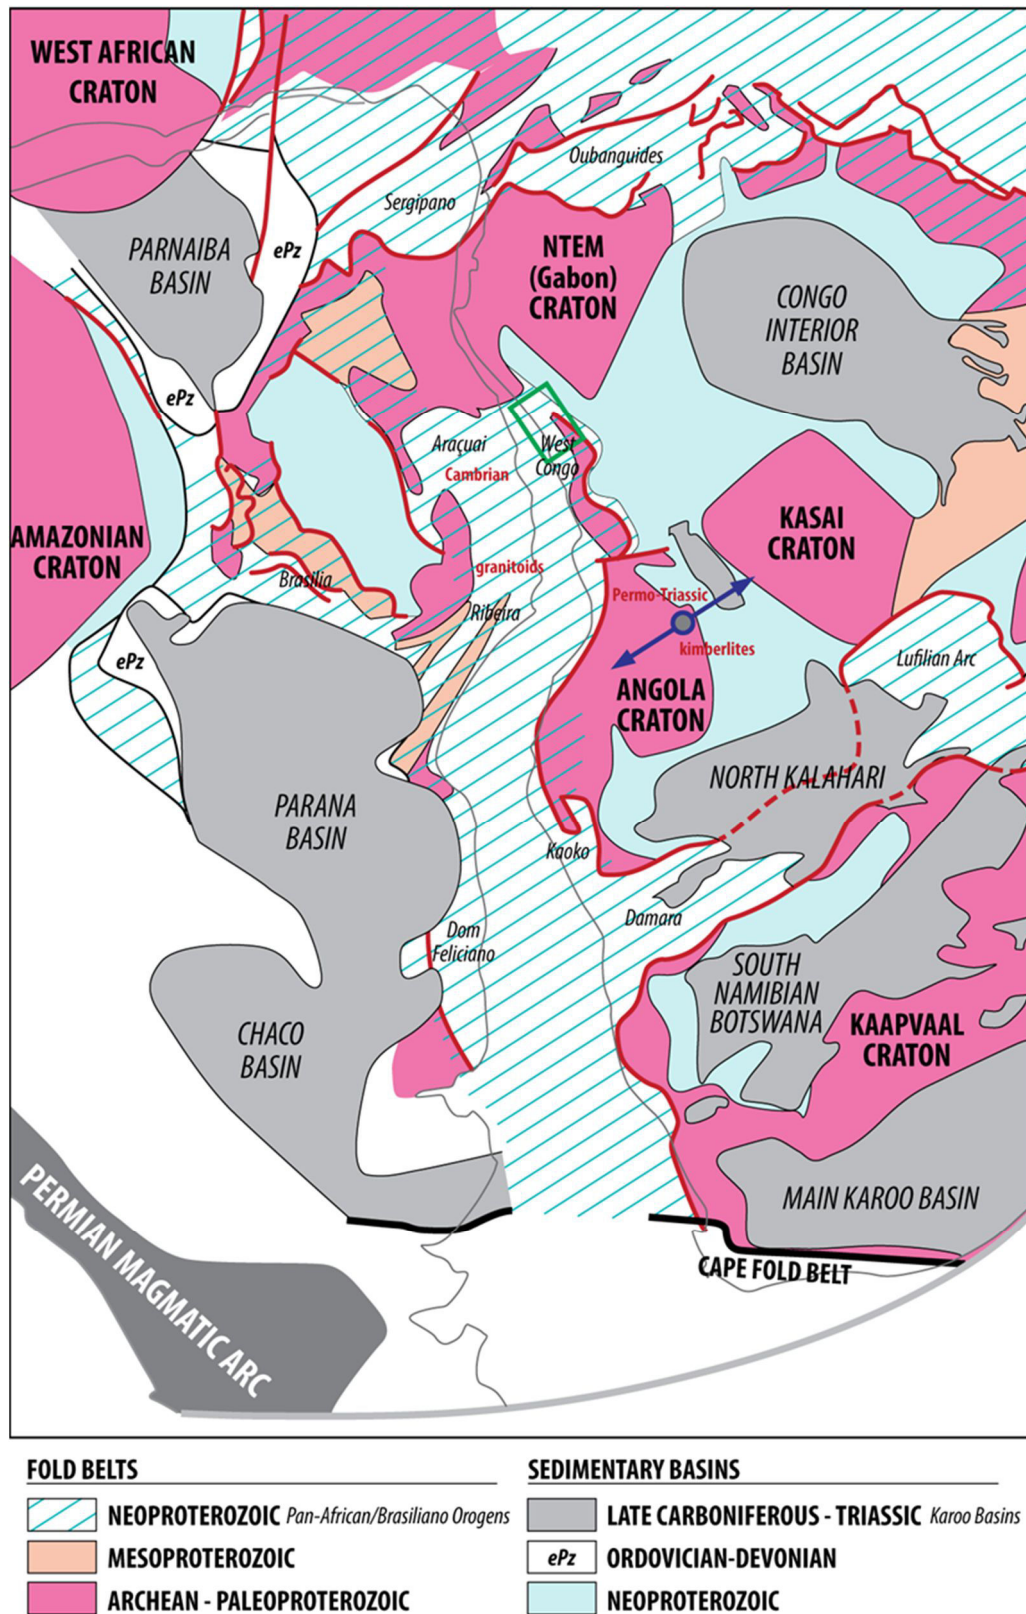 WEST AFRICAN
CRATON
Oubanguides
Sergipano
ePz
PARNAIBA
BASIN
NTEM
(Gabon)
CRATON
CONGO
INTERIOR
BASIN
ePz
Araçuai
West
Congo
Cambrian
AMAZONIAN
CRATON
KASAI
CRATON
granitoids
Brasilia
Permo-Triassic
Ribeira
kimberlites
ePz
Lufilian Arc
ANGOLA
CRATON
NORTH KALAHARI
PARANA
BASIN
Kaoko
Damara
Dom
Feliciano
SOUTH
NAMIBIAN
BOTSWANA
KAAPVAAL
CRATON
CHACO
BASIN
PERMIAN MAGMATIC ARC
MAIN KAROO BASIN
CAPE FOLD BELT
FOLD BELTS
NEOPROTEROZOIC Pan-African/Brasiliano Orogens
MESOPROTEROZOIC
ARCHEAN - PALEOPROTEROZOIC
SEDIMENTARY BASINS
LATE CARBONIFEROUS - TRIASSIC Karoo Basins
ePz ORDOVICIAN-DEVONIAN
NEOPROTEROZOIC